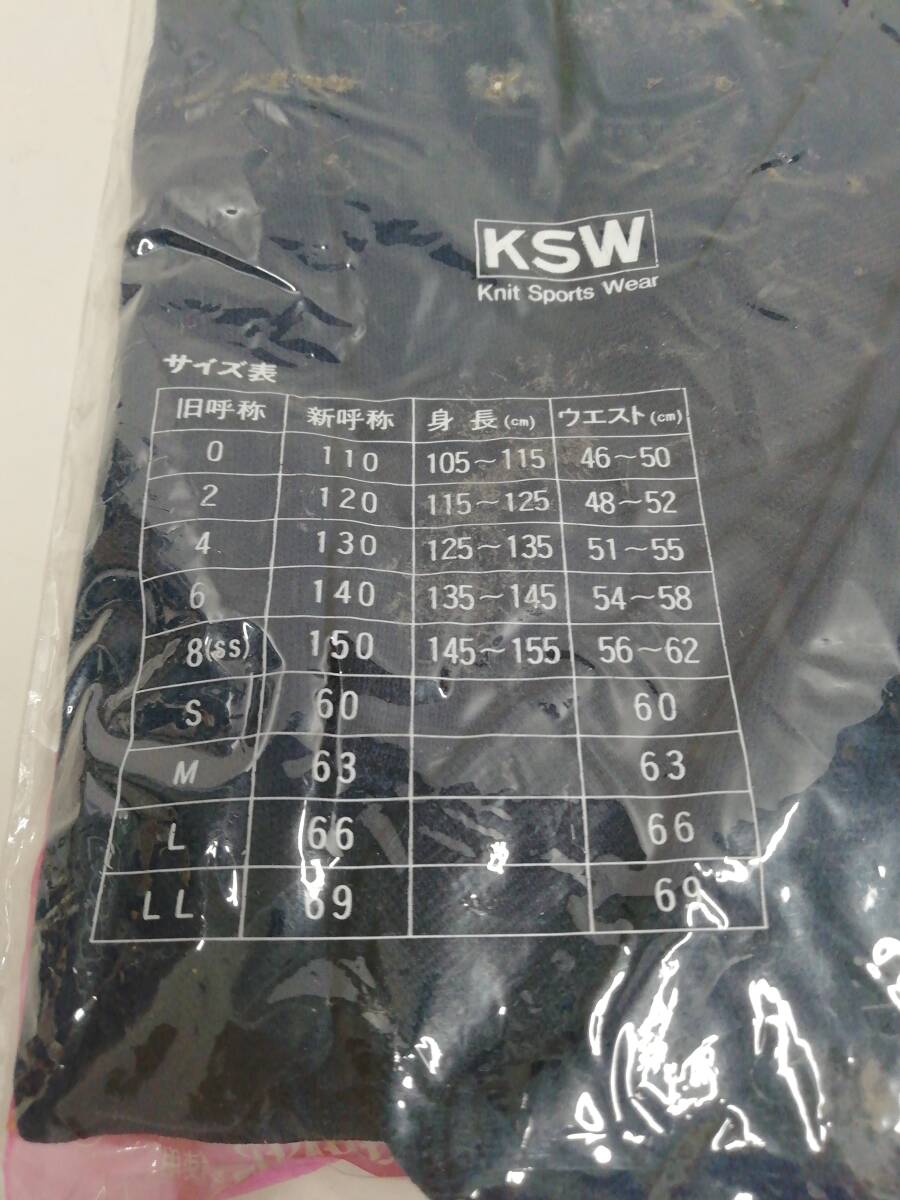 KSW
Knit Sports Wear
サイズ表
旧呼称 新呼称 身長(cm) ウエスト(cm)
0 110 105～115 46～50
2 120 115～125 48～52
4 130 125～135 51～55
6 140 135～145 54～58
8(SS) 150 145～155 56～62
S 60 60
M 63 63
L 66 66
LL 69 69